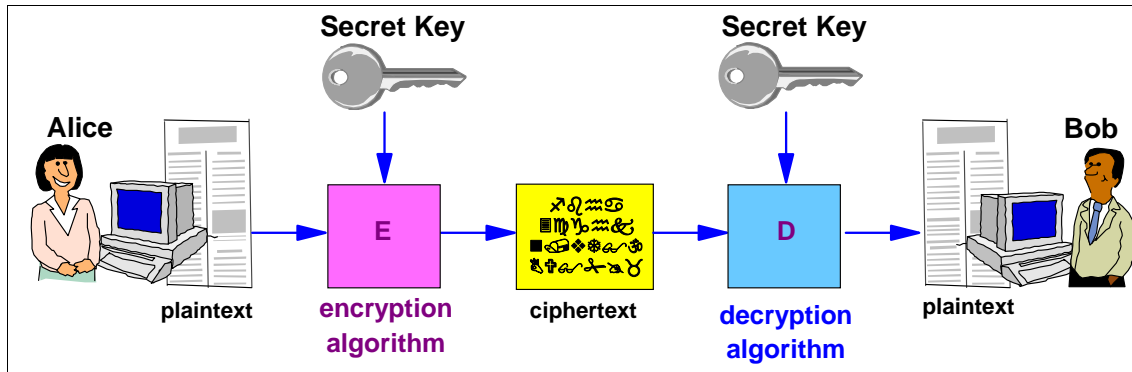 Secret Key
Secret Key
Alice
Bob
E
D
♐♌♒♋
🖹♍♑♒&
■❖❄ॐ
✞✁♉
plaintext
encryption
algorithm
ciphertext
decryption
algorithm
plaintext